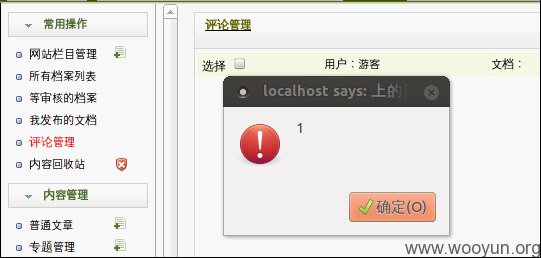 常用操作
网站栏目管理
所有档案列表
等审核的档案
我发布的文档
评论管理
内容回收站
内容管理
普通文章
专题管理
评论管理
选择
用户：游客
文档：
localhost says: 上的
1
确定(O)
www.wooyun.org